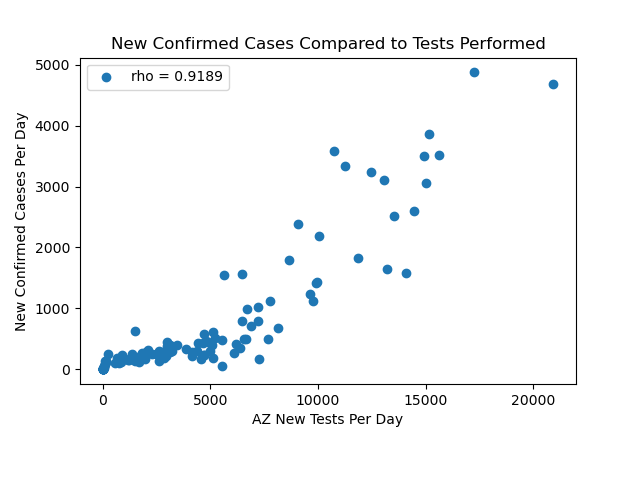 New Confirmed Cases Compared to Tests Performed
rho = 0.9189
5000
4000
3000
2000
1000
0
New Confirmed Caeses Per Day
0 5000 10000 15000 20000
AZ New Tests Per Day